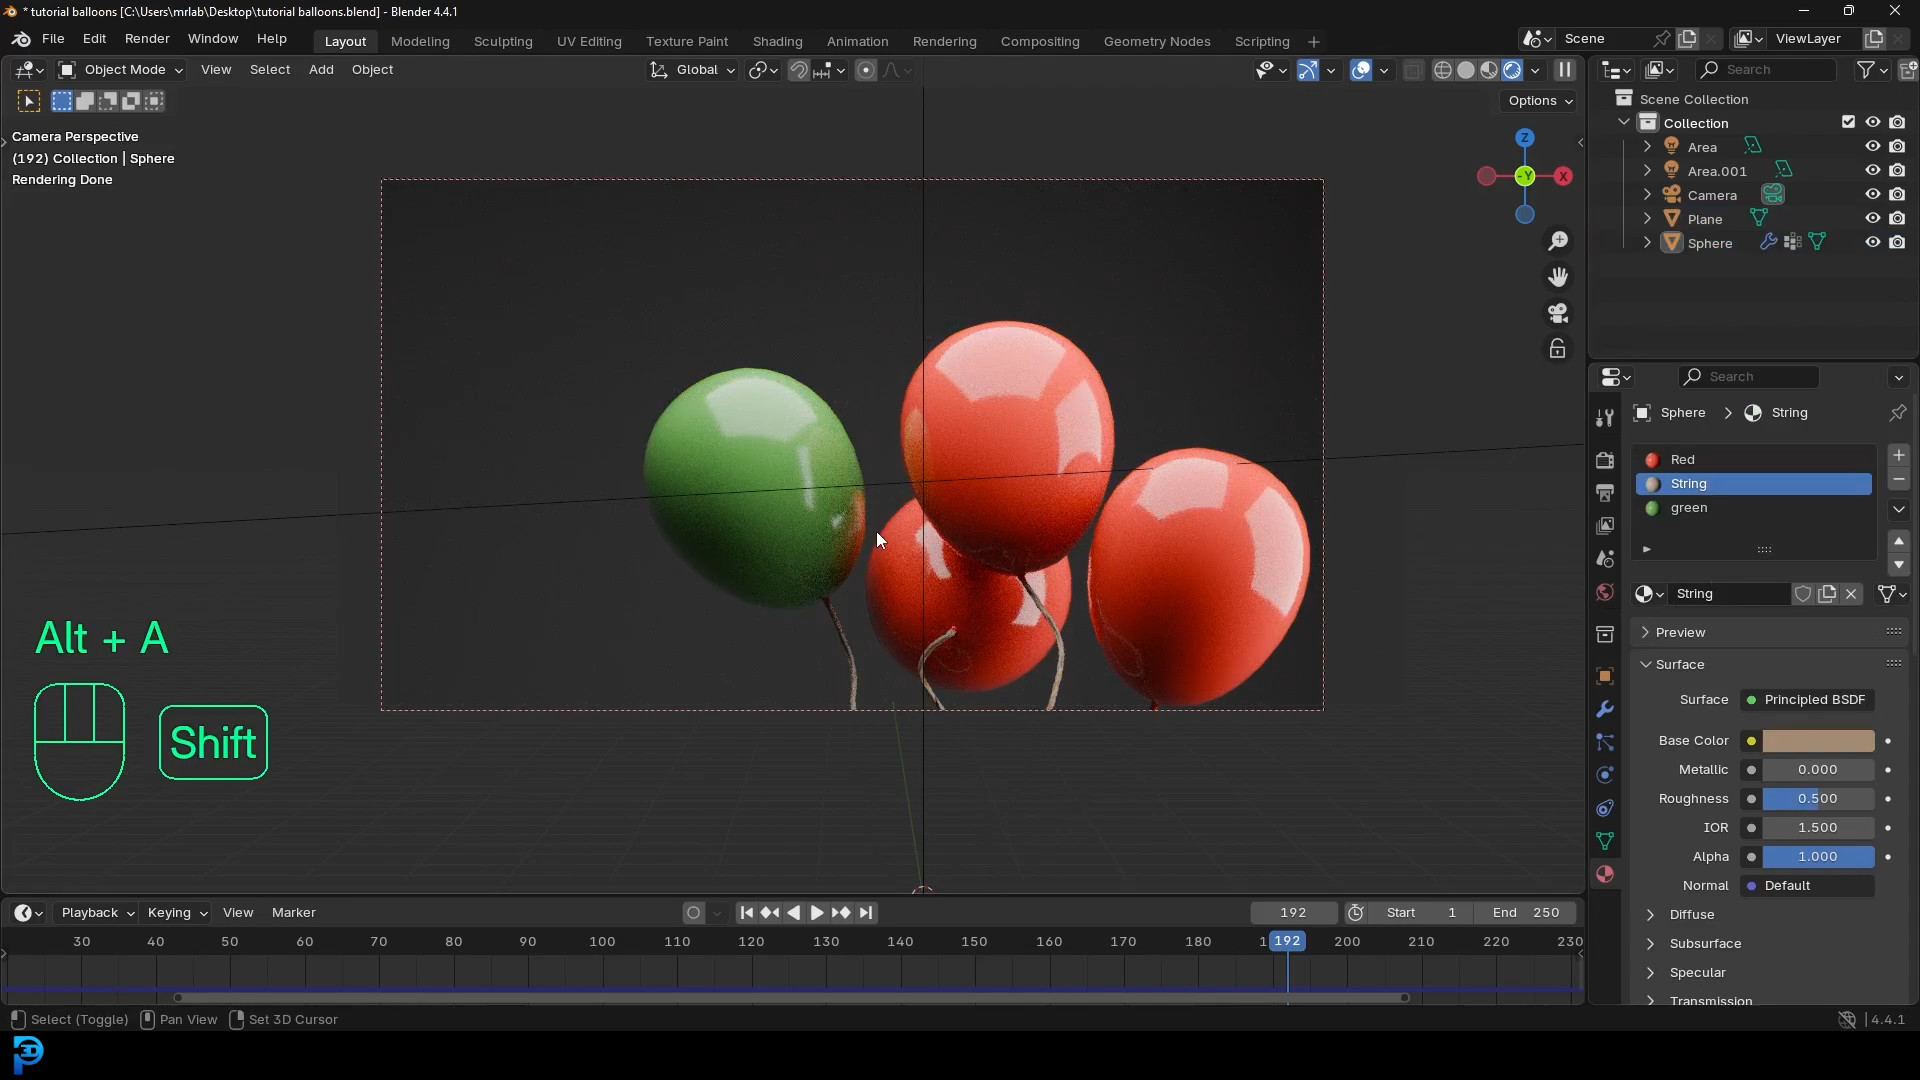 * tutorial balloons [C:\Users\mrlab\Desktop\tutorial balloons.blend] - Blender 4.4.1
File Edit Render Window Help Layout Modeling Sculpting UV Editing Texture Paint Shading Animation Rendering Compositing Geometry Nodes Scripting + Scene ViewLayer
Object Mode View Select Add Object Global Search
Options
Scene Collection
Collection
Area
Area.001
Camera
Plane
Sphere
Camera Perspective
(192) Collection | Sphere
Rendering Done
Z
-Y
X
Search
Sphere > String
Red
String
green
String
Preview
Surface
Surface Principled BSDF
Base Color
Metallic 0.000
Roughness 0.500
IOR 1.500
Alpha 1.000
Normal Default
Diffuse
Subsurface
Specular
Transmission
Alt + A
Shift
Playback Keying View Marker 192 Start 1 End 250
30 40 50 60 70 80 90 100 110 120 130 140 150 160 170 180 1 192 200 210 220 230
Select (Toggle) Pan View Set 3D Cursor 4.4.1
3D